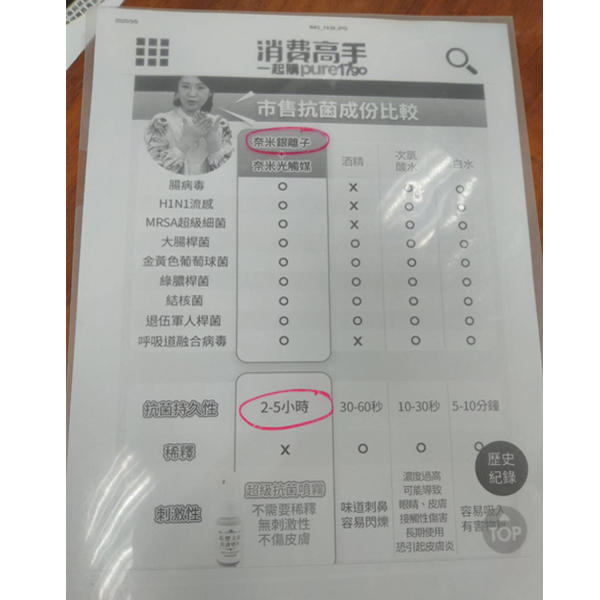 2020/3/9
IMG_7438.JPG
消費高手
一起購pure17go
市售抗菌成份比較
奈米銀離子
+
奈米光觸媒
酒精
次氯
酸水
白水
腸病毒 O X O O
H1N1流感 O X O O
MRSA超級細菌 O X O O
大腸桿菌 O O O O
金黃色葡萄球菌 O O O O
綠膿桿菌 O O O O
結核菌 O O O O
退伍軍人桿菌 O O O O
呼吸道融合病毒 O X O O
抗菌持久性 2-5小時 30-60秒 10-30秒 5-10分鐘
稀釋 X O O O
刺激性
超級抗菌噴霧
不需要稀釋
無刺激性
不傷皮膚
味道刺鼻
容易閃爍
濃度過高
可能導致
眼睛、皮膚
接觸性傷害
長期使用
恐引起皮膚炎
容易吸入
有害
歷史
紀錄
TOP